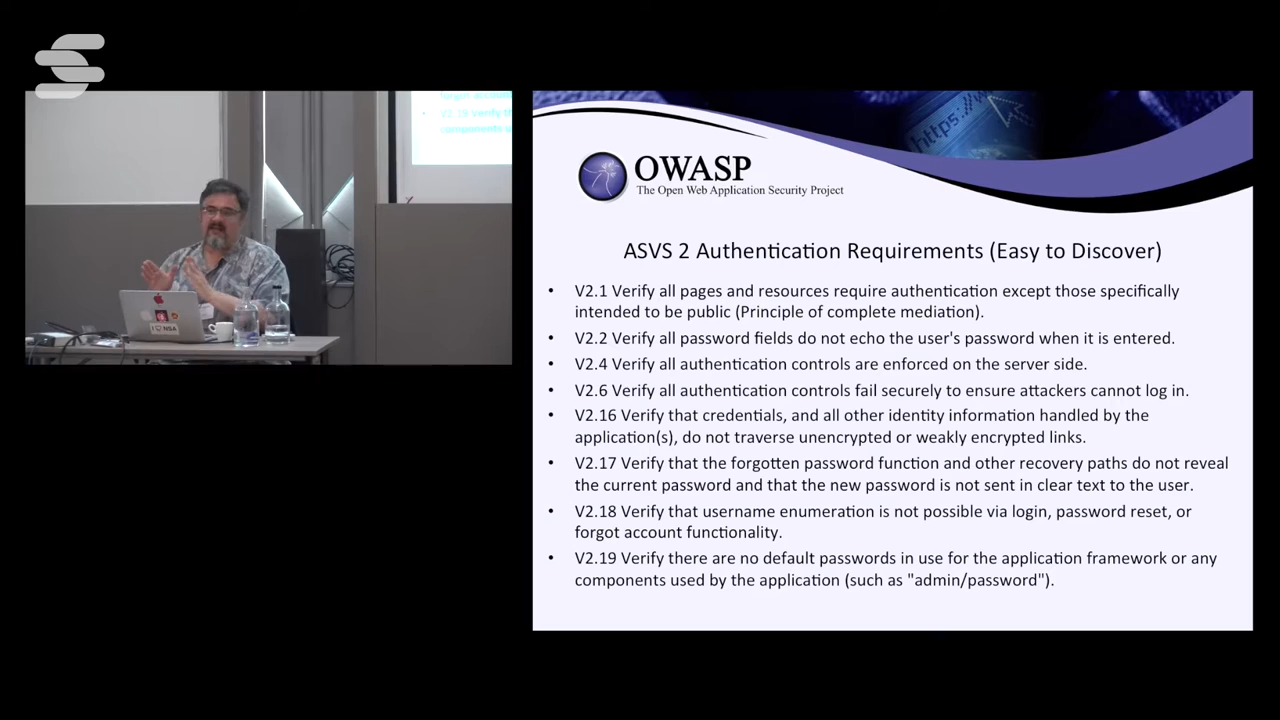 V2.19 Verify th
components u
I NSA
https://
OWASP
The Open Web Application Security Project
ASVS 2 Authentication Requirements (Easy to Discover)
• V2.1 Verify all pages and resources require authentication except those specifically
intended to be public (Principle of complete mediation).
• V2.2 Verify all password fields do not echo the user's password when it is entered.
• V2.4 Verify all authentication controls are enforced on the server side.
• V2.6 Verify all authentication controls fail securely to ensure attackers cannot log in.
• V2.16 Verify that credentials, and all other identity information handled by the
application(s), do not traverse unencrypted or weakly encrypted links.
• V2.17 Verify that the forgotten password function and other recovery paths do not reveal
the current password and that the new password is not sent in clear text to the user.
• V2.18 Verify that username enumeration is not possible via login, password reset, or
forgot account functionality.
• V2.19 Verify there are no default passwords in use for the application framework or any
components used by the application (such as "admin/password").